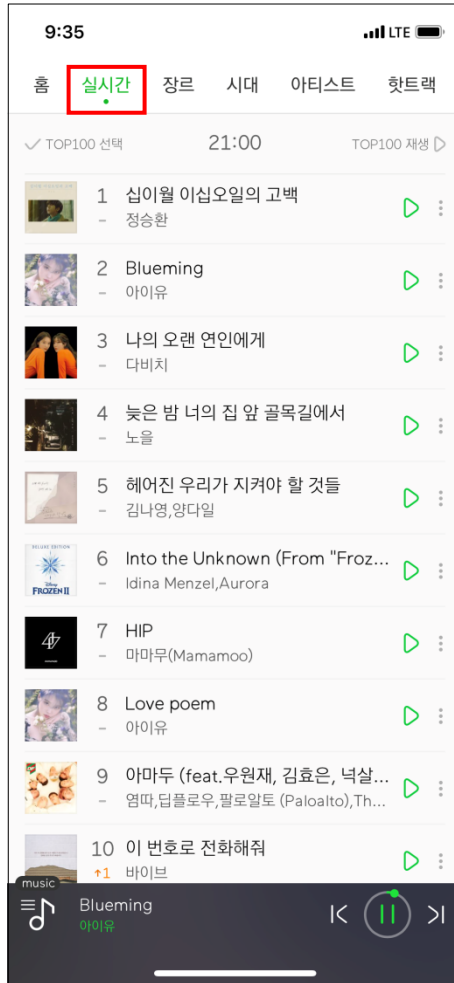 9:35 LTE
홈 실시간 장르 시대 아티스트 핫트랙
TOP100 선택 21:00 TOP100 재생
1 십이월 이십오일의 고백
– 정승환
2 Blueming
– 아이유
3 나의 오랜 연인에게
– 다비치
4 늦은 밤 너의 집 앞 골목길에서
– 노을
5 헤어진 우리가 지켜야 할 것들
– 김나영,양다일
DELUXE EDITION
Disney
FROZEN II
6 Into the Unknown (From "Froz...
– Idina Menzel,Aurora
7 HIP
– 마마무(Mamamoo)
8 Love poem
– 아이유
9 아마두 (feat.우원재, 김효은, 넉살...
– 염따,딥플로우,팔로알토 (Paloalto),Th...
10 이 번호로 전화해줘
↑1 바이브
music
Blueming
아이유